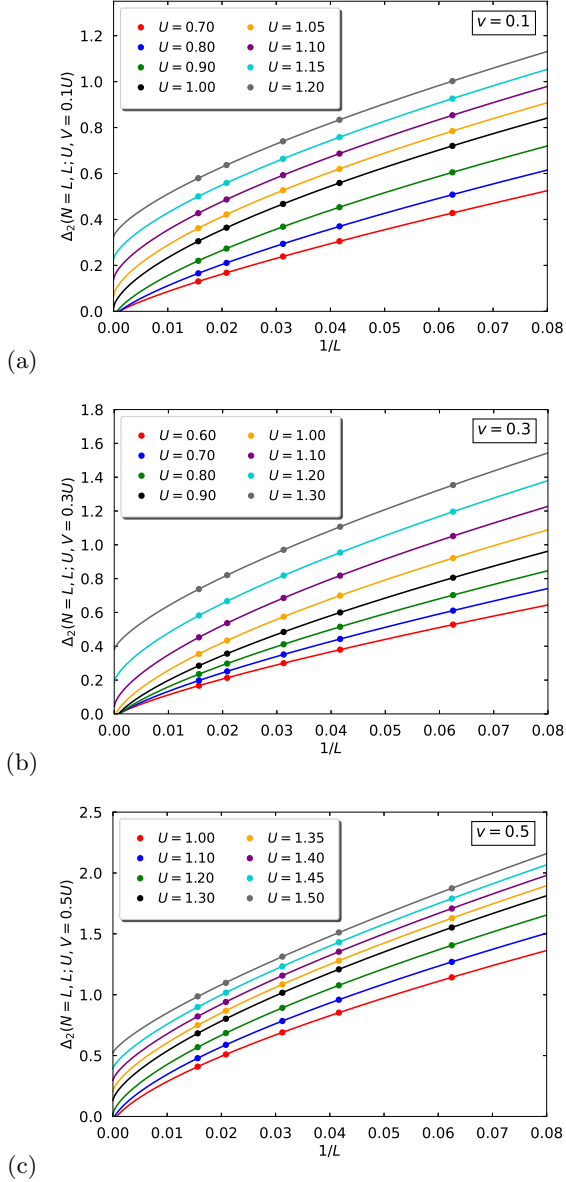 v = 0.1
U = 0.70
U = 0.80
U = 0.90
U = 1.00
U = 1.05
U = 1.10
U = 1.15
U = 1.20
Δ₂(N = L, L; U, V = 0.1U)
1.2
1.0
0.8
0.6
0.4
0.2
0.0
0.00 0.01 0.02 0.03 0.04 0.05 0.06 0.07 0.08
1/L
(a)
v = 0.3
U = 0.60
U = 0.70
U = 0.80
U = 0.90
U = 1.00
U = 1.10
U = 1.20
U = 1.30
Δ₂(N = L, L; U, V = 0.3U)
1.8
1.6
1.4
1.2
1.0
0.8
0.6
0.4
0.2
0.0
0.00 0.01 0.02 0.03 0.04 0.05 0.06 0.07 0.08
1/L
(b)
v = 0.5
U = 1.00
U = 1.10
U = 1.20
U = 1.30
U = 1.35
U = 1.40
U = 1.45
U = 1.50
Δ₂(N = L, L; U, V = 0.5U)
2.5
2.0
1.5
1.0
0.5
0.0
0.00 0.01 0.02 0.03 0.04 0.05 0.06 0.07 0.08
1/L
(c)